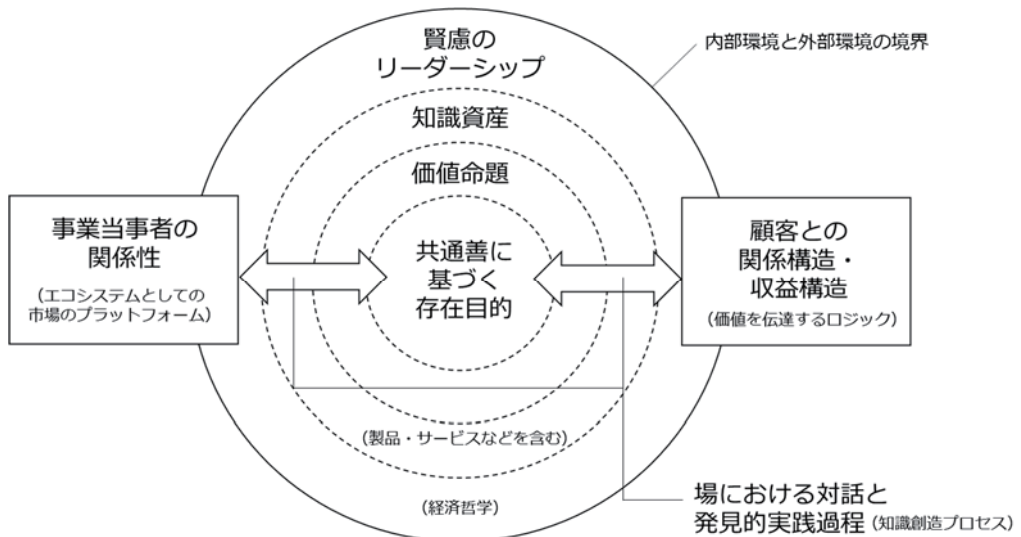 賢慮の
リーダーシップ
内部環境と外部環境の境界
知識資産
価値命題
事業当事者の
関係性
(エコシステムとしての
市場のプラットフォーム)
共通善に
基づく
存在目的
顧客との
関係構造・
収益構造
(価値を伝達するロジック)
(製品・サービスなどを含む)
(経済哲学)
場における対話と
発見的実践過程 (知識創造プロセス)